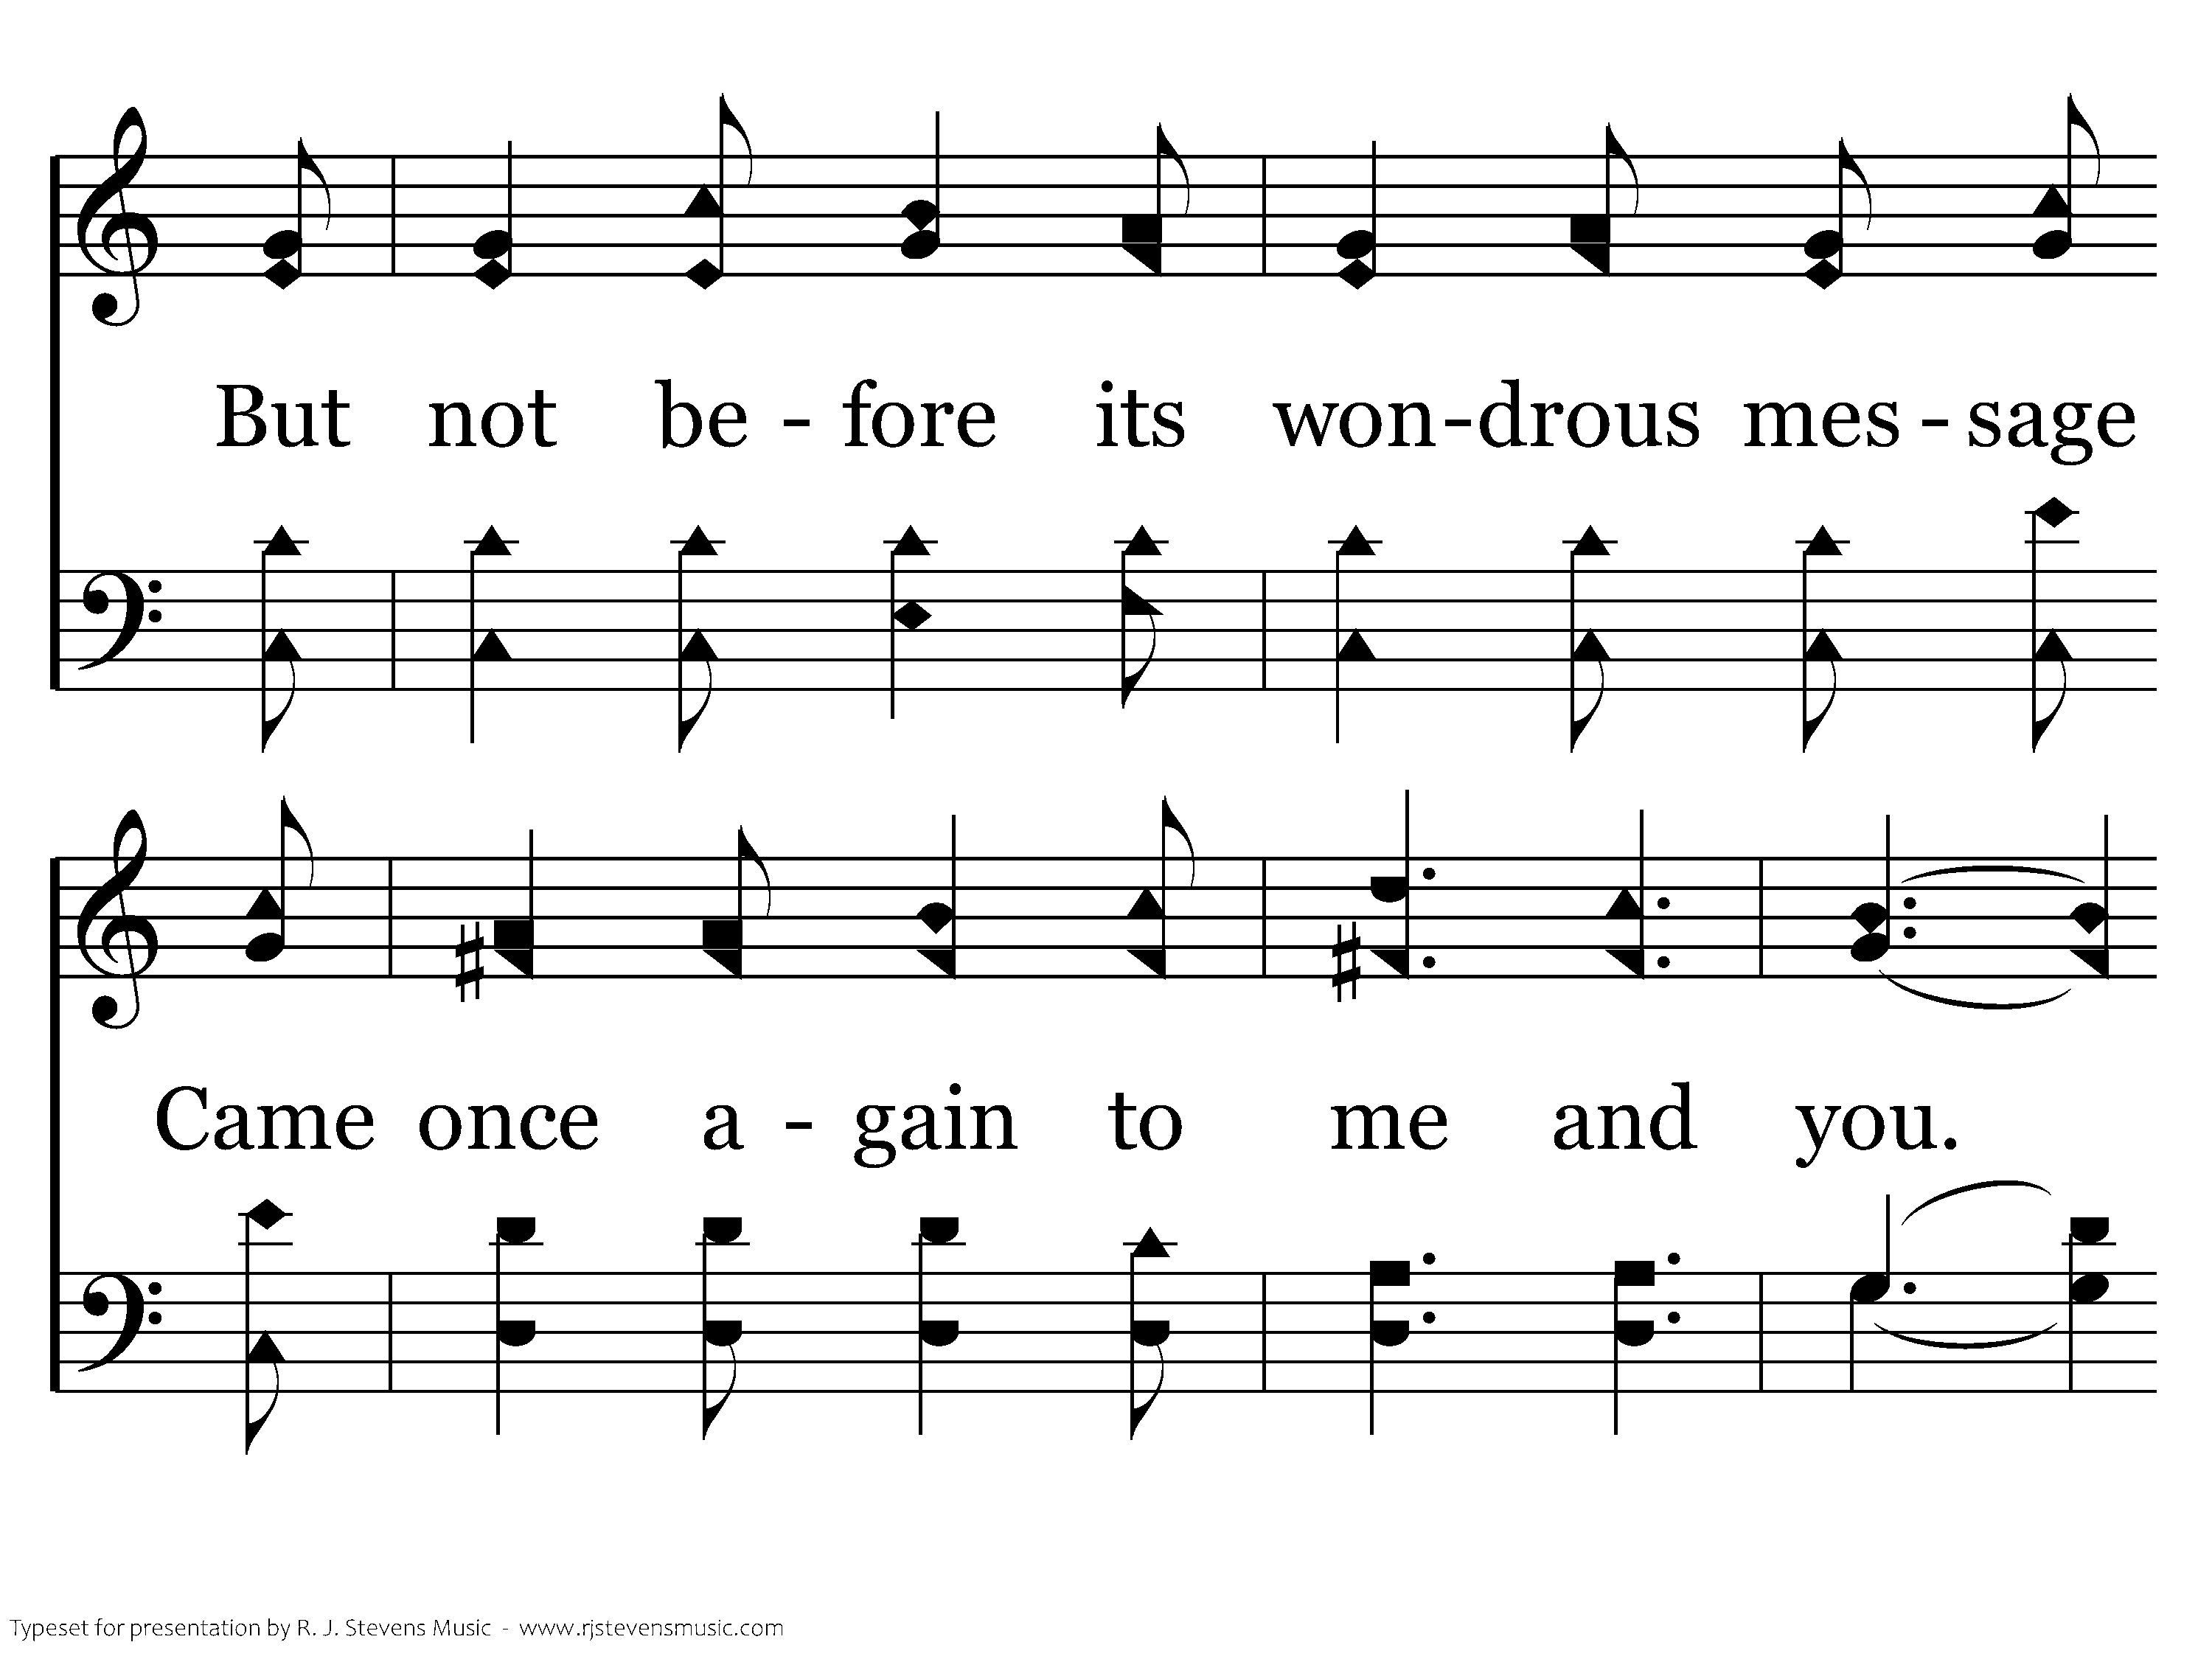 But not be - fore its won-drous mes - sage
Came once a - gain to me and you.
Typeset for presentation by R. J. Stevens Music - www.rjstevensmusic.com